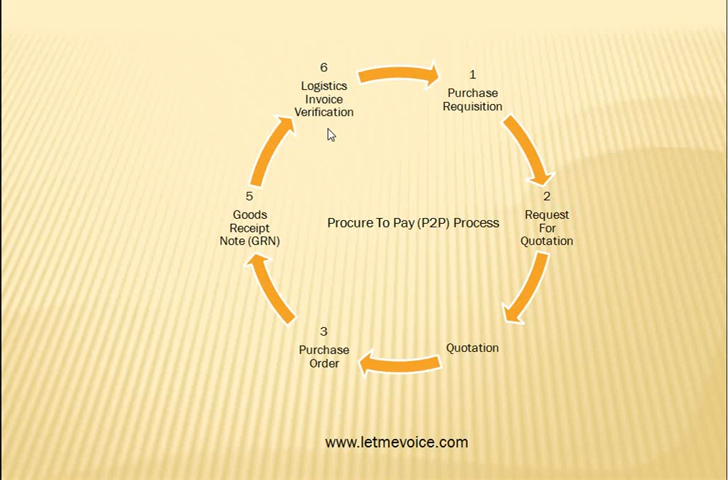 6
Logistics
Invoice
Verification
1
Purchase
Requisition
5
Goods
Receipt
Note (GRN)
Procure To Pay (P2P) Process
2
Request
For
Quotation
3
Purchase
Order
Quotation
www.letmevoice.com